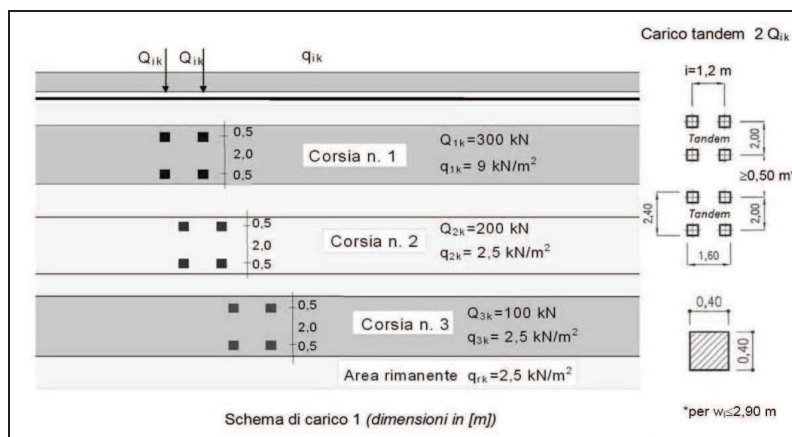 Carico tandem 2 Qik
Qik Qik qik
i=1,2 m
0,5
2,0
0,5
Corsia n. 1
Q1k=300 kN
q1k= 9 kN/m²
Tandem
2,00
≥0,50 m*
0,5
2,0
0,5
Corsia n. 2
Q2k=200 kN
q2k= 2,5 kN/m²
2,40
Tandem
2,00
1,60
0,5
2,0
0,5
Corsia n. 3
Q3k=100 kN
q3k= 2,5 kN/m²
0,40
0,40
Area rimanente qrk=2,5 kN/m²
*per wl≤2,90 m
Schema di carico 1 (dimensioni in [m])